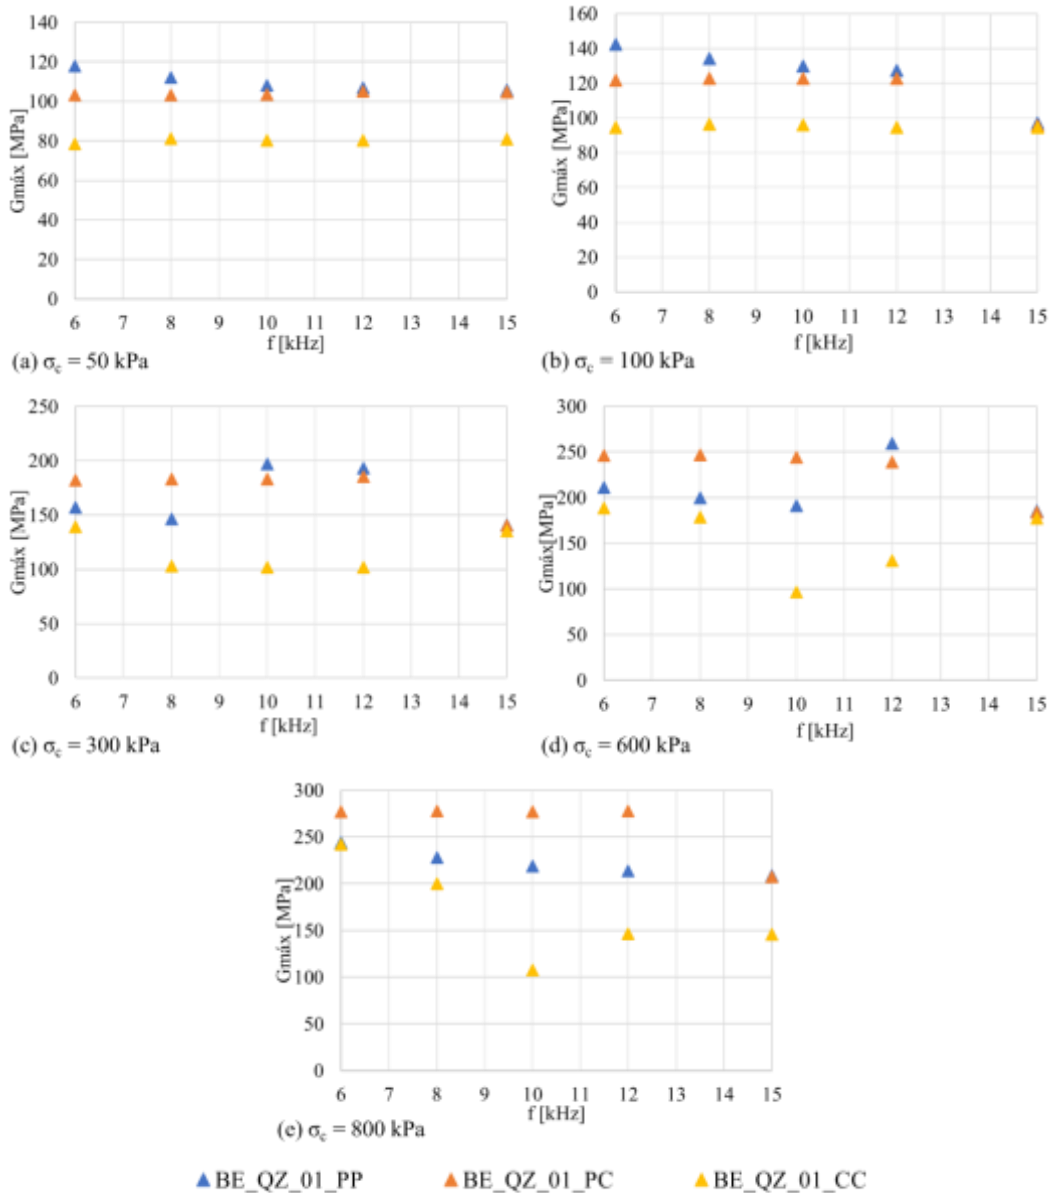 140
120
100
80
60
40
20
0
Gmáx [MPa]
6 7 8 9 10 11 12 13 14 15
f [kHz]
(a) σc = 50 kPa
160
140
120
100
80
60
40
20
0
Gmáx [MPa]
6 7 8 9 10 11 12 13 14 15
f [kHz]
(b) σc = 100 kPa
250
200
150
100
50
0
Gmáx [MPa]
6 7 8 9 10 11 12 13 14 15
f [kHz]
(c) σc = 300 kPa
300
250
200
150
100
50
0
Gmáx[MPa]
6 7 8 9 10 11 12 13 14 15
f [kHz]
(d) σc = 600 kPa
300
250
200
150
100
50
0
Gmáx [MPa]
6 7 8 9 10 11 12 13 14 15
f [kHz]
(e) σc = 800 kPa
BE_QZ_01_PP BE_QZ_01_PC BE_QZ_01_CC